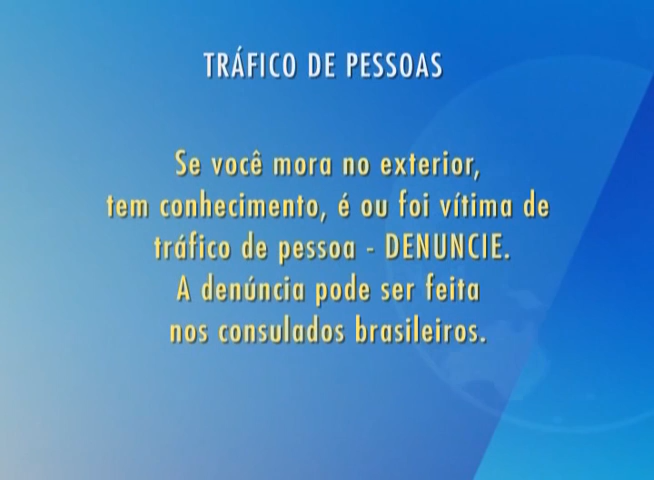 TRÁFICO DE PESSOAS
Se você mora no exterior,
tem conhecimento, é ou foi vítima de
tráfico de pessoa - DENUNCIE.
A denúncia pode ser feita
nos consulados brasileiros.